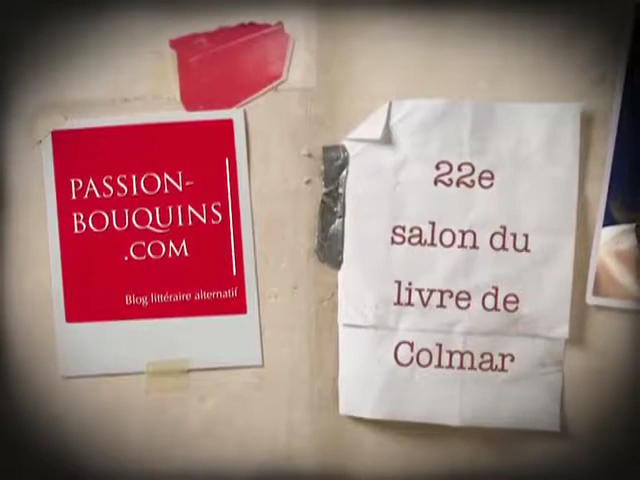 PASSION-
BOUQUINS
.COM
Blog littéraire alternatif
22e
salon du
livre de
Colmar